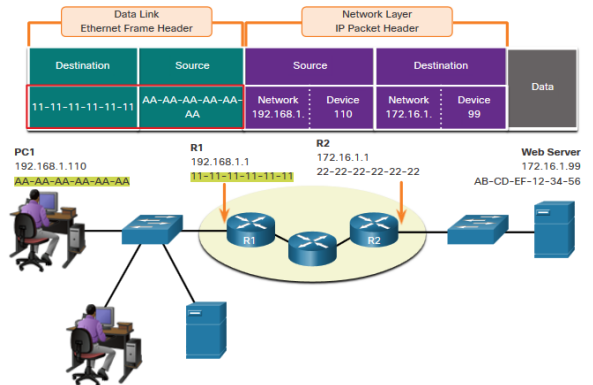 Data Link
Ethernet Frame Header
Network Layer
IP Packet Header
Destination
Source
Source
Destination
Data
11-11-11-11-11-11
AA-AA-AA-AA-AA-
AA
Network
192.168.1.
Device
110
Network
172.16.1.
Device
99
PC1
192.168.1.110
AA-AA-AA-AA-AA-AA
R1
192.168.1.1
11-11-11-11-11-11
R2
172.16.1.1
22-22-22-22-22-22
Web Server
172.16.1.99
AB-CD-EF-12-34-56
R1
R2